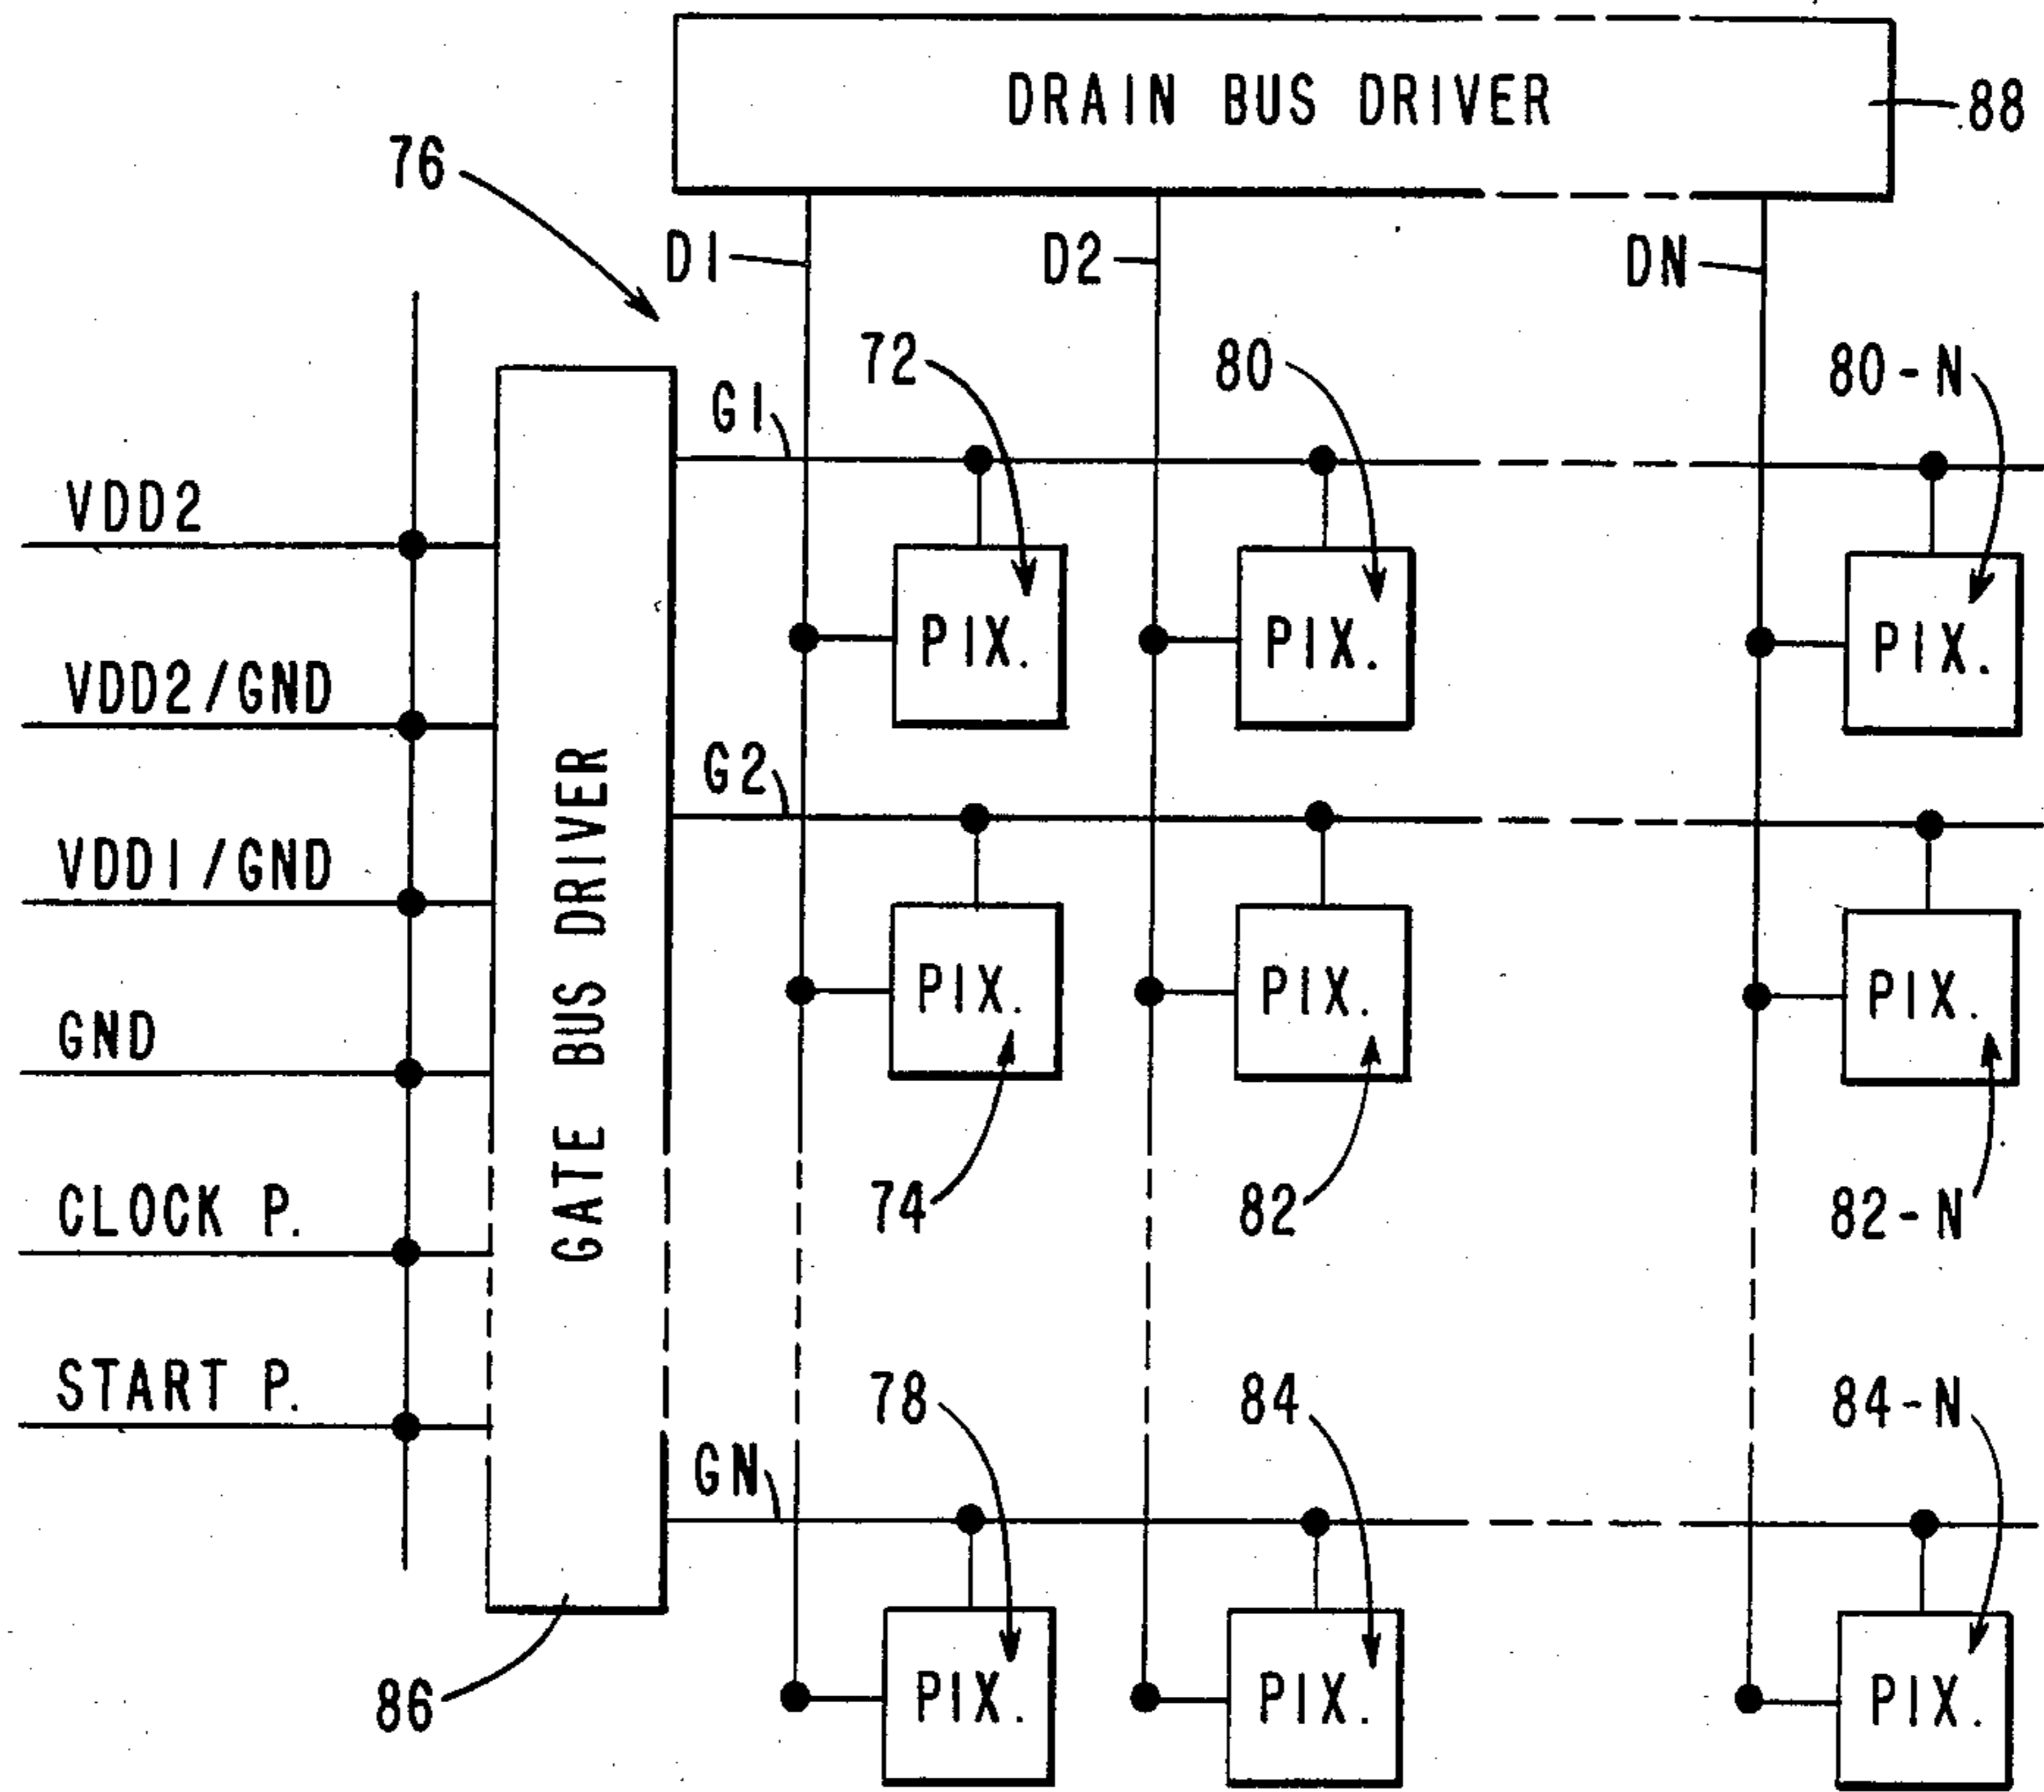 DRAIN BUS DRIVER
88
76
D1
D2
DN
72
80
80-N
G1
VDD2
PIX.
PIX.
PIX.
VDD2/GND
G2
VDD1/GND
GATE BUS DRIVER
PIX.
PIX.
PIX.
GND
74
82
82-N
CLOCK P.
START P.
78
84
84-N
GN
86
PIX.
PIX.
PIX.